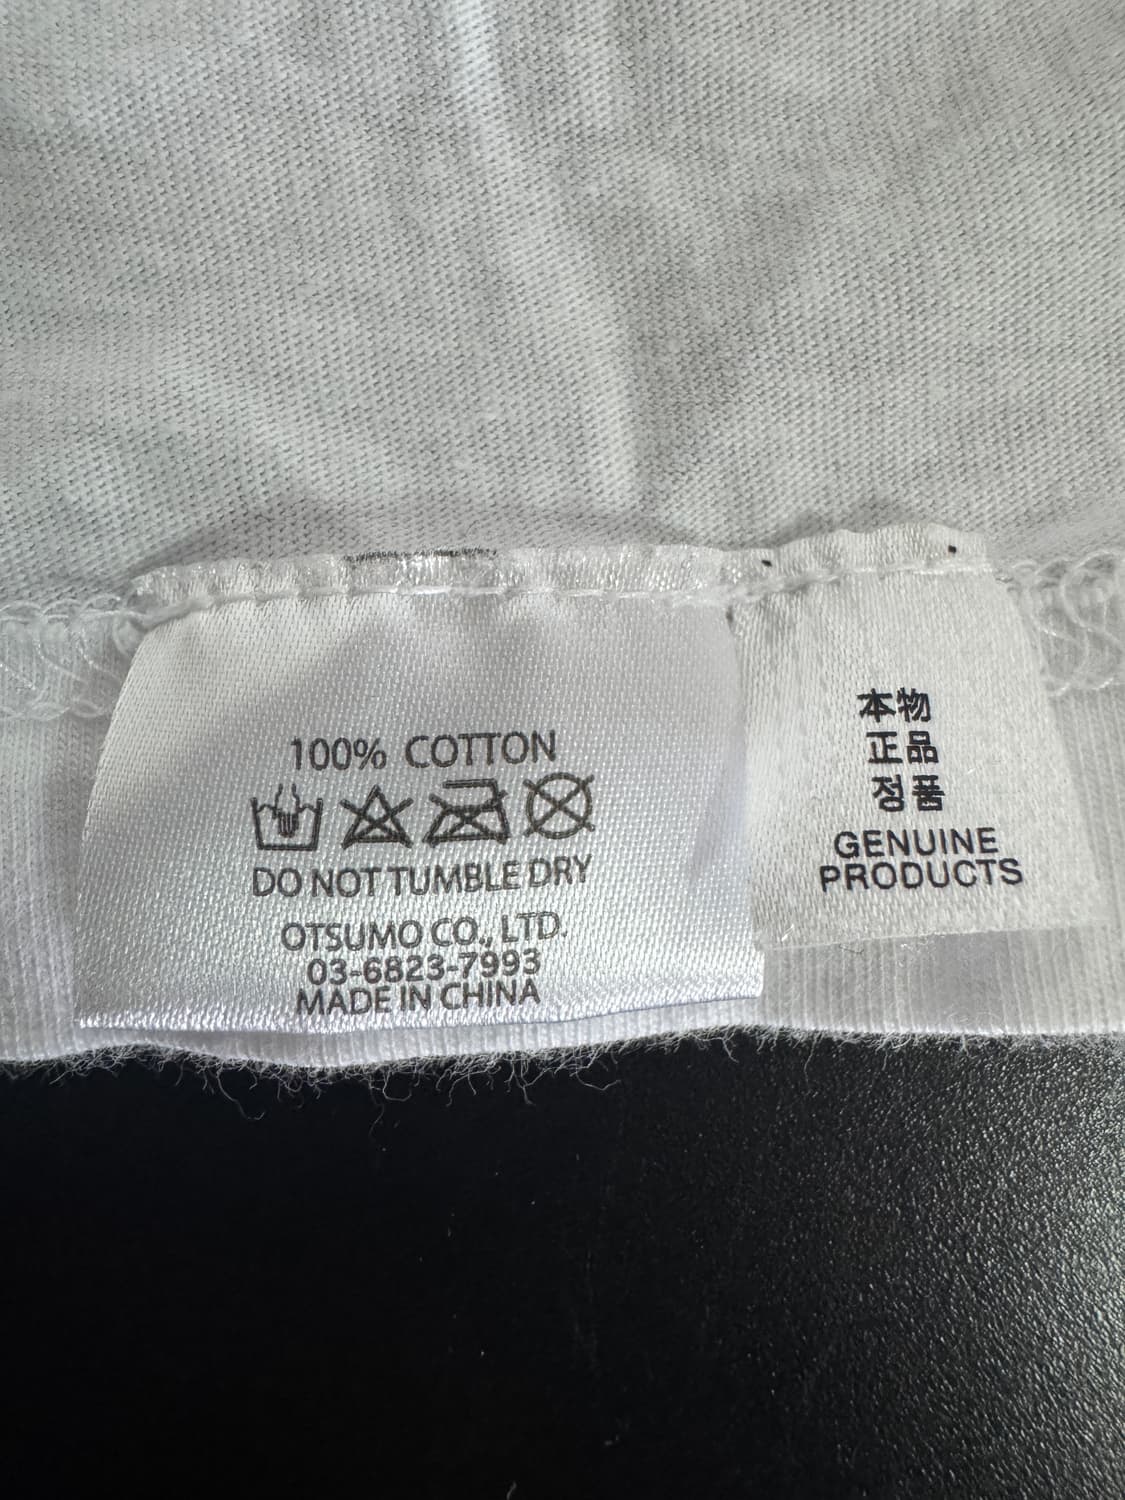 100% COTTON
DO NOT TUMBLE DRY
OTSUMO CO., LTD.
03-6823-7993
MADE IN CHINA
本物
正品
정품
GENUINE
PRODUCTS